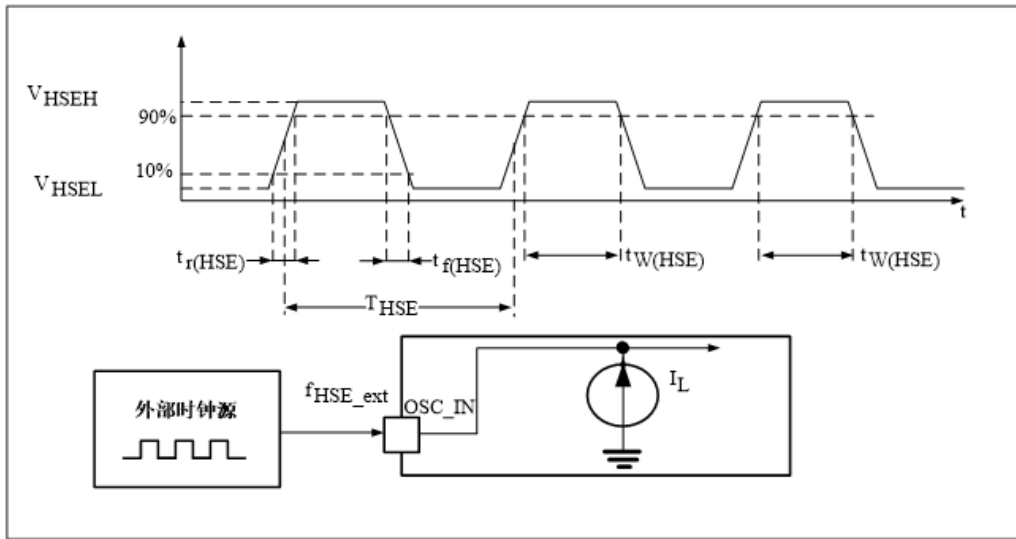 VHSEH
90%
10%
VHSEL
t
tr(HSE)
tf(HSE)
tW(HSE)
tW(HSE)
THSE
fHSE_ext
OSC_IN
IL
外部时钟源